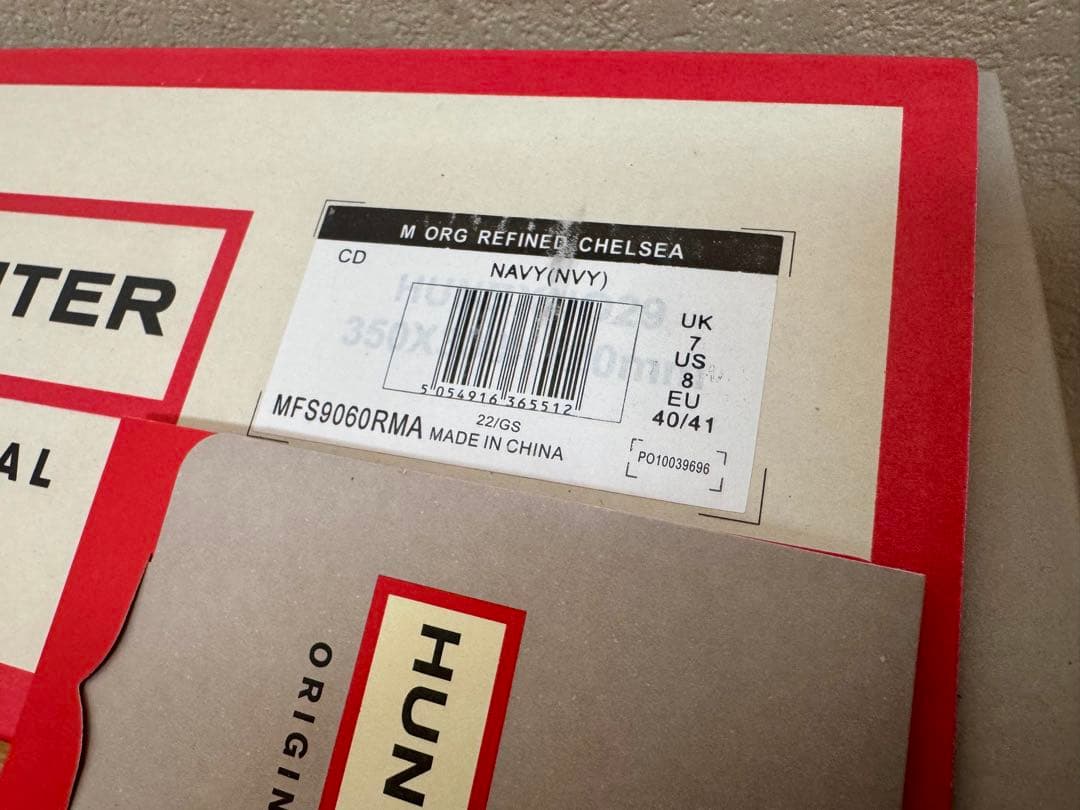 M ORG REFINED CHELSEA
CD
NAVY(NVY)
UK
7
US
8
EU
40/41
5 054916 365512
MFS9060RMA
22/GS
MADE IN CHINA
PO10039696
TER
AL
HUN
ORIGIN